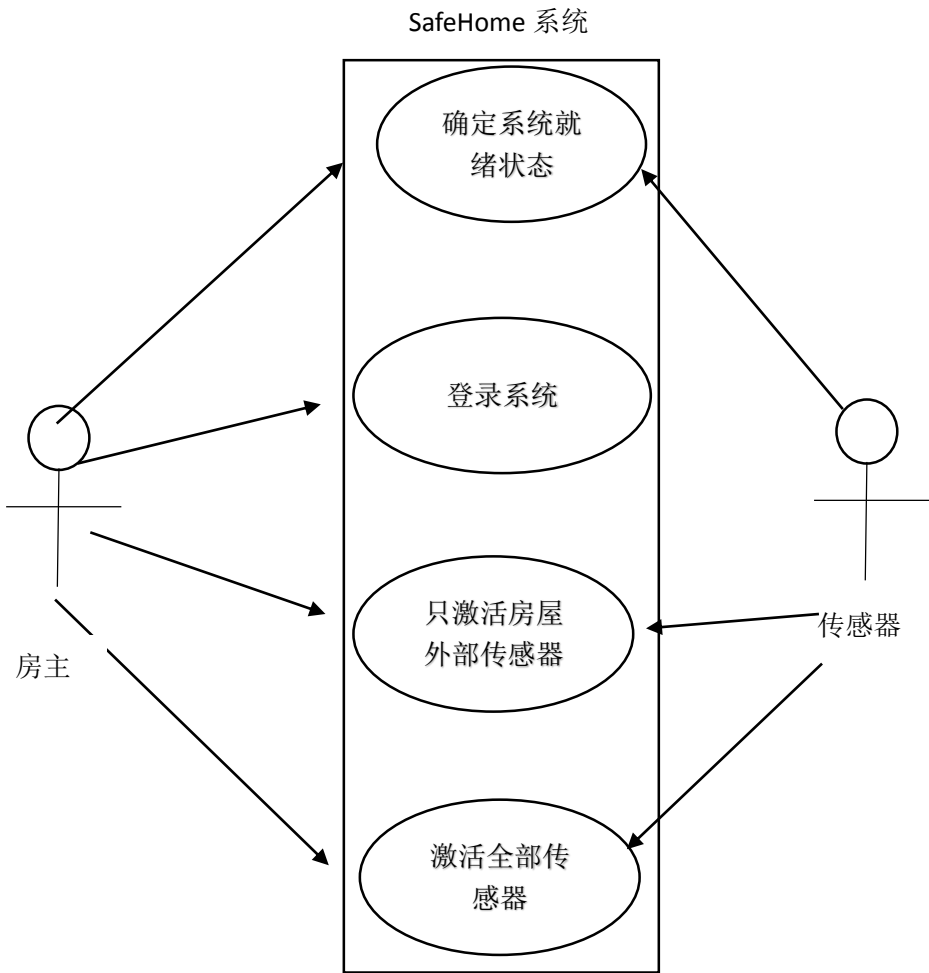 SafeHome 系统
确定系统就
绪状态
登录系统
只激活房屋
外部传感器
传感器
房主
激活全部传
感器